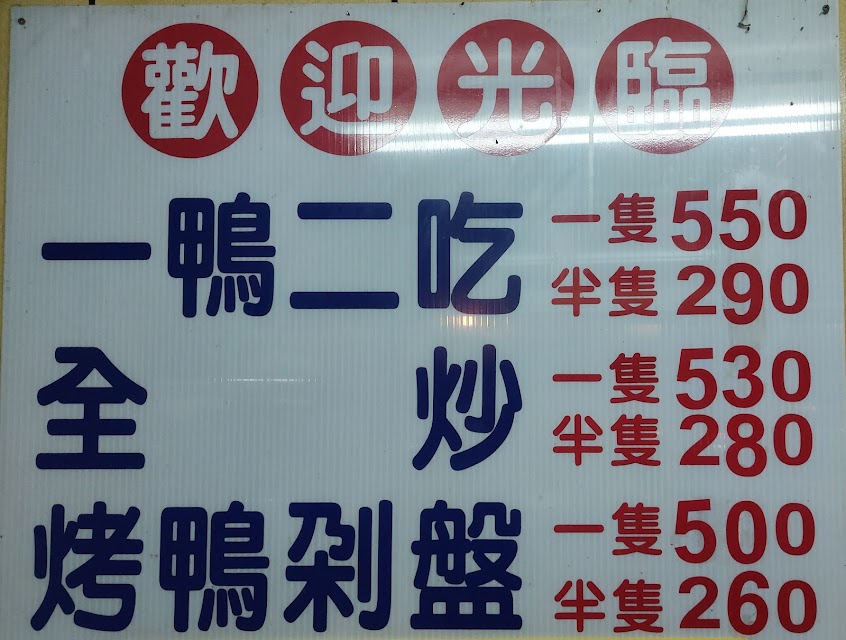 歡迎光臨
一鴨二吃 一隻550
半隻290
全炒 一隻530
半隻280
烤鴨剁盤 一隻500
半隻260